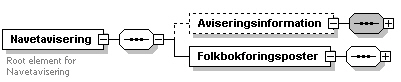 Aviseringsinformation
Navetavisering
Root element for
Navetavisering
Folkbokforingsposter